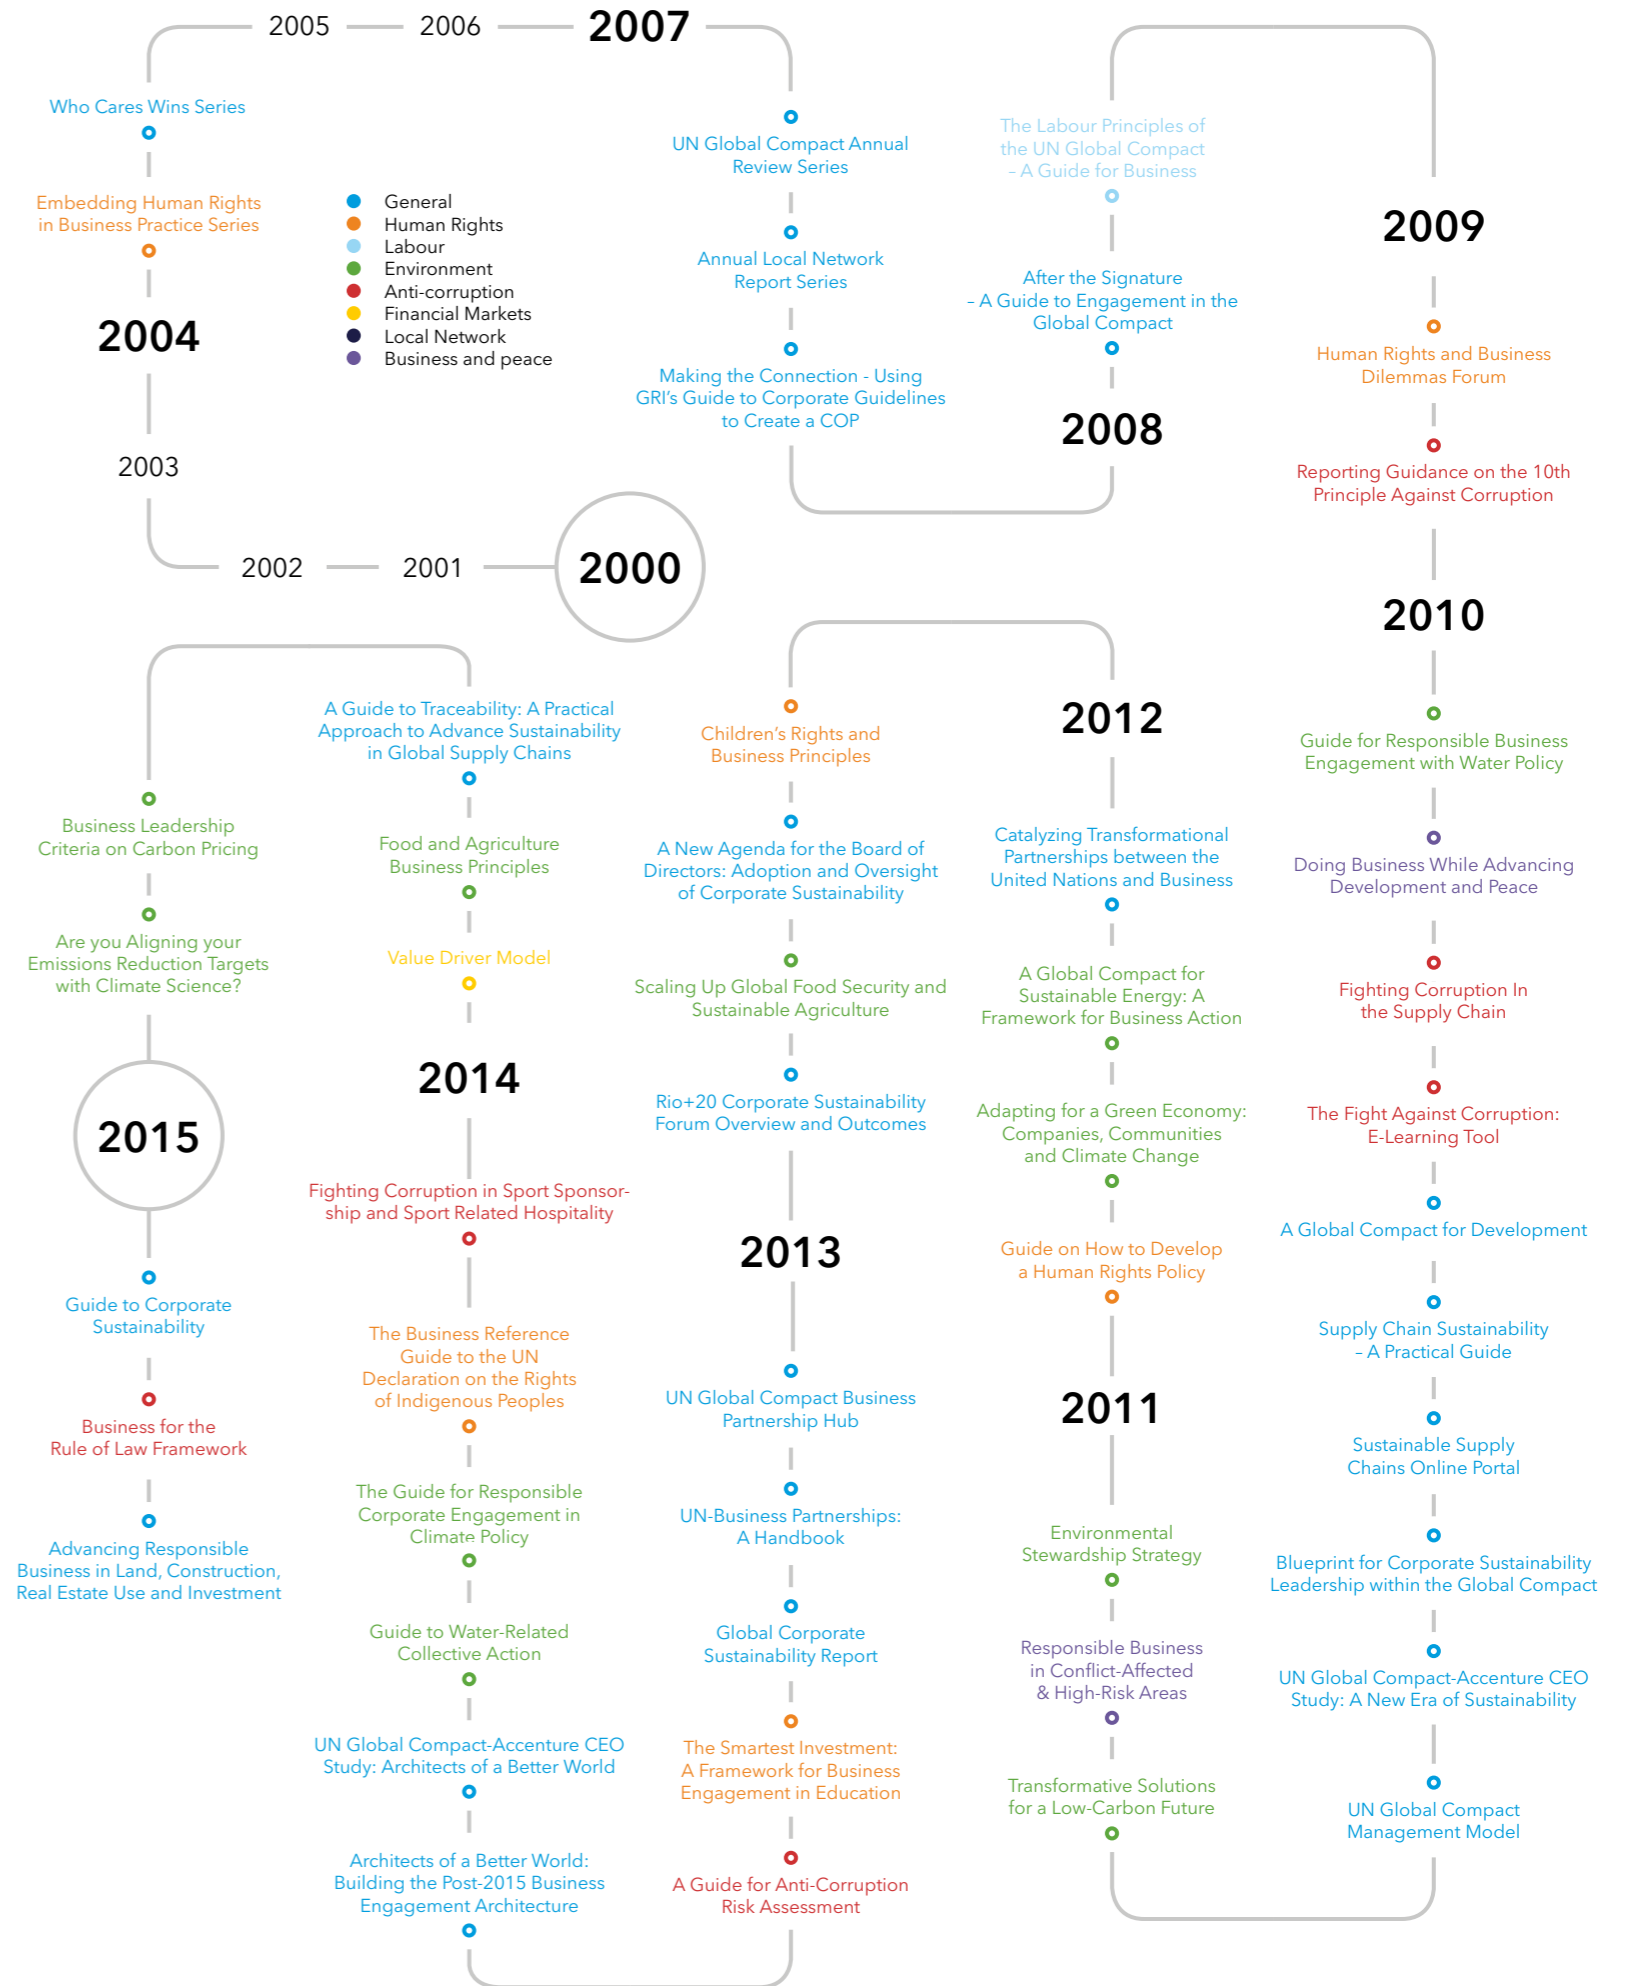 2005
2006
2007
Who Cares Wins Series
Embedding Human Rights
in Business Practice Series
2004
2003
2002
2001
2000
General
Human Rights
Labour
Environment
Anti-corruption
Financial Markets
Local Network
Business and peace
UN Global Compact Annual
Review Series
Annual Local Network
Report Series
Making the Connection - Using
GRI's Guide to Corporate Guidelines
to Create a COP
The Labour Principles of
the UN Global Compact
– A Guide for Business
After the Signature
– A Guide to Engagement in the
Global Compact
2008
2009
Human Rights and Business
Dilemmas Forum
Reporting Guidance on the 10th
Principle Against Corruption
2010
Guide for Responsible Business
Engagement with Water Policy
Doing Business While Advancing
Development and Peace
Fighting Corruption In
the Supply Chain
The Fight Against Corruption:
E-Learning Tool
A Global Compact for Development
Supply Chain Sustainability
– A Practical Guide
Sustainable Supply
Chains Online Portal
Blueprint for Corporate Sustainability
Leadership within the Global Compact
UN Global Compact-Accenture CEO
Study: A New Era of Sustainability
UN Global Compact
Management Model
2012
Catalyzing Transformational
Partnerships between the
United Nations and Business
A Global Compact for
Sustainable Energy: A
Framework for Business Action
Adapting for a Green Economy:
Companies, Communities
and Climate Change
Guide on How to Develop
a Human Rights Policy
2011
Environmental
Stewardship Strategy
Responsible Business
in Conflict-Affected
& High-Risk Areas
Transformative Solutions
for a Low-Carbon Future
Children's Rights and
Business Principles
A New Agenda for the Board of
Directors: Adoption and Oversight
of Corporate Sustainability
Scaling Up Global Food Security and
Sustainable Agriculture
Rio+20 Corporate Sustainability
Forum Overview and Outcomes
2013
UN Global Compact Business
Partnership Hub
UN-Business Partnerships:
A Handbook
Global Corporate
Sustainability Report
The Smartest Investment:
A Framework for Business
Engagement in Education
A Guide for Anti-Corruption
Risk Assessment
A Guide to Traceability: A Practical
Approach to Advance Sustainability
in Global Supply Chains
Food and Agriculture
Business Principles
Value Driver Model
2014
Fighting Corruption in Sport Sponsor-
ship and Sport Related Hospitality
The Business Reference
Guide to the UN
Declaration on the Rights
of Indigenous Peoples
The Guide for Responsible
Corporate Engagement in
Climate Policy
Guide to Water-Related
Collective Action
UN Global Compact-Accenture CEO
Study: Architects of a Better World
Architects of a Better World:
Building the Post-2015 Business
Engagement Architecture
Business Leadership
Criteria on Carbon Pricing
Are you Aligning your
Emissions Reduction Targets
with Climate Science?
2015
Guide to Corporate
Sustainability
Business for the
Rule of Law Framework
Advancing Responsible
Business in Land, Construction,
Real Estate Use and Investment